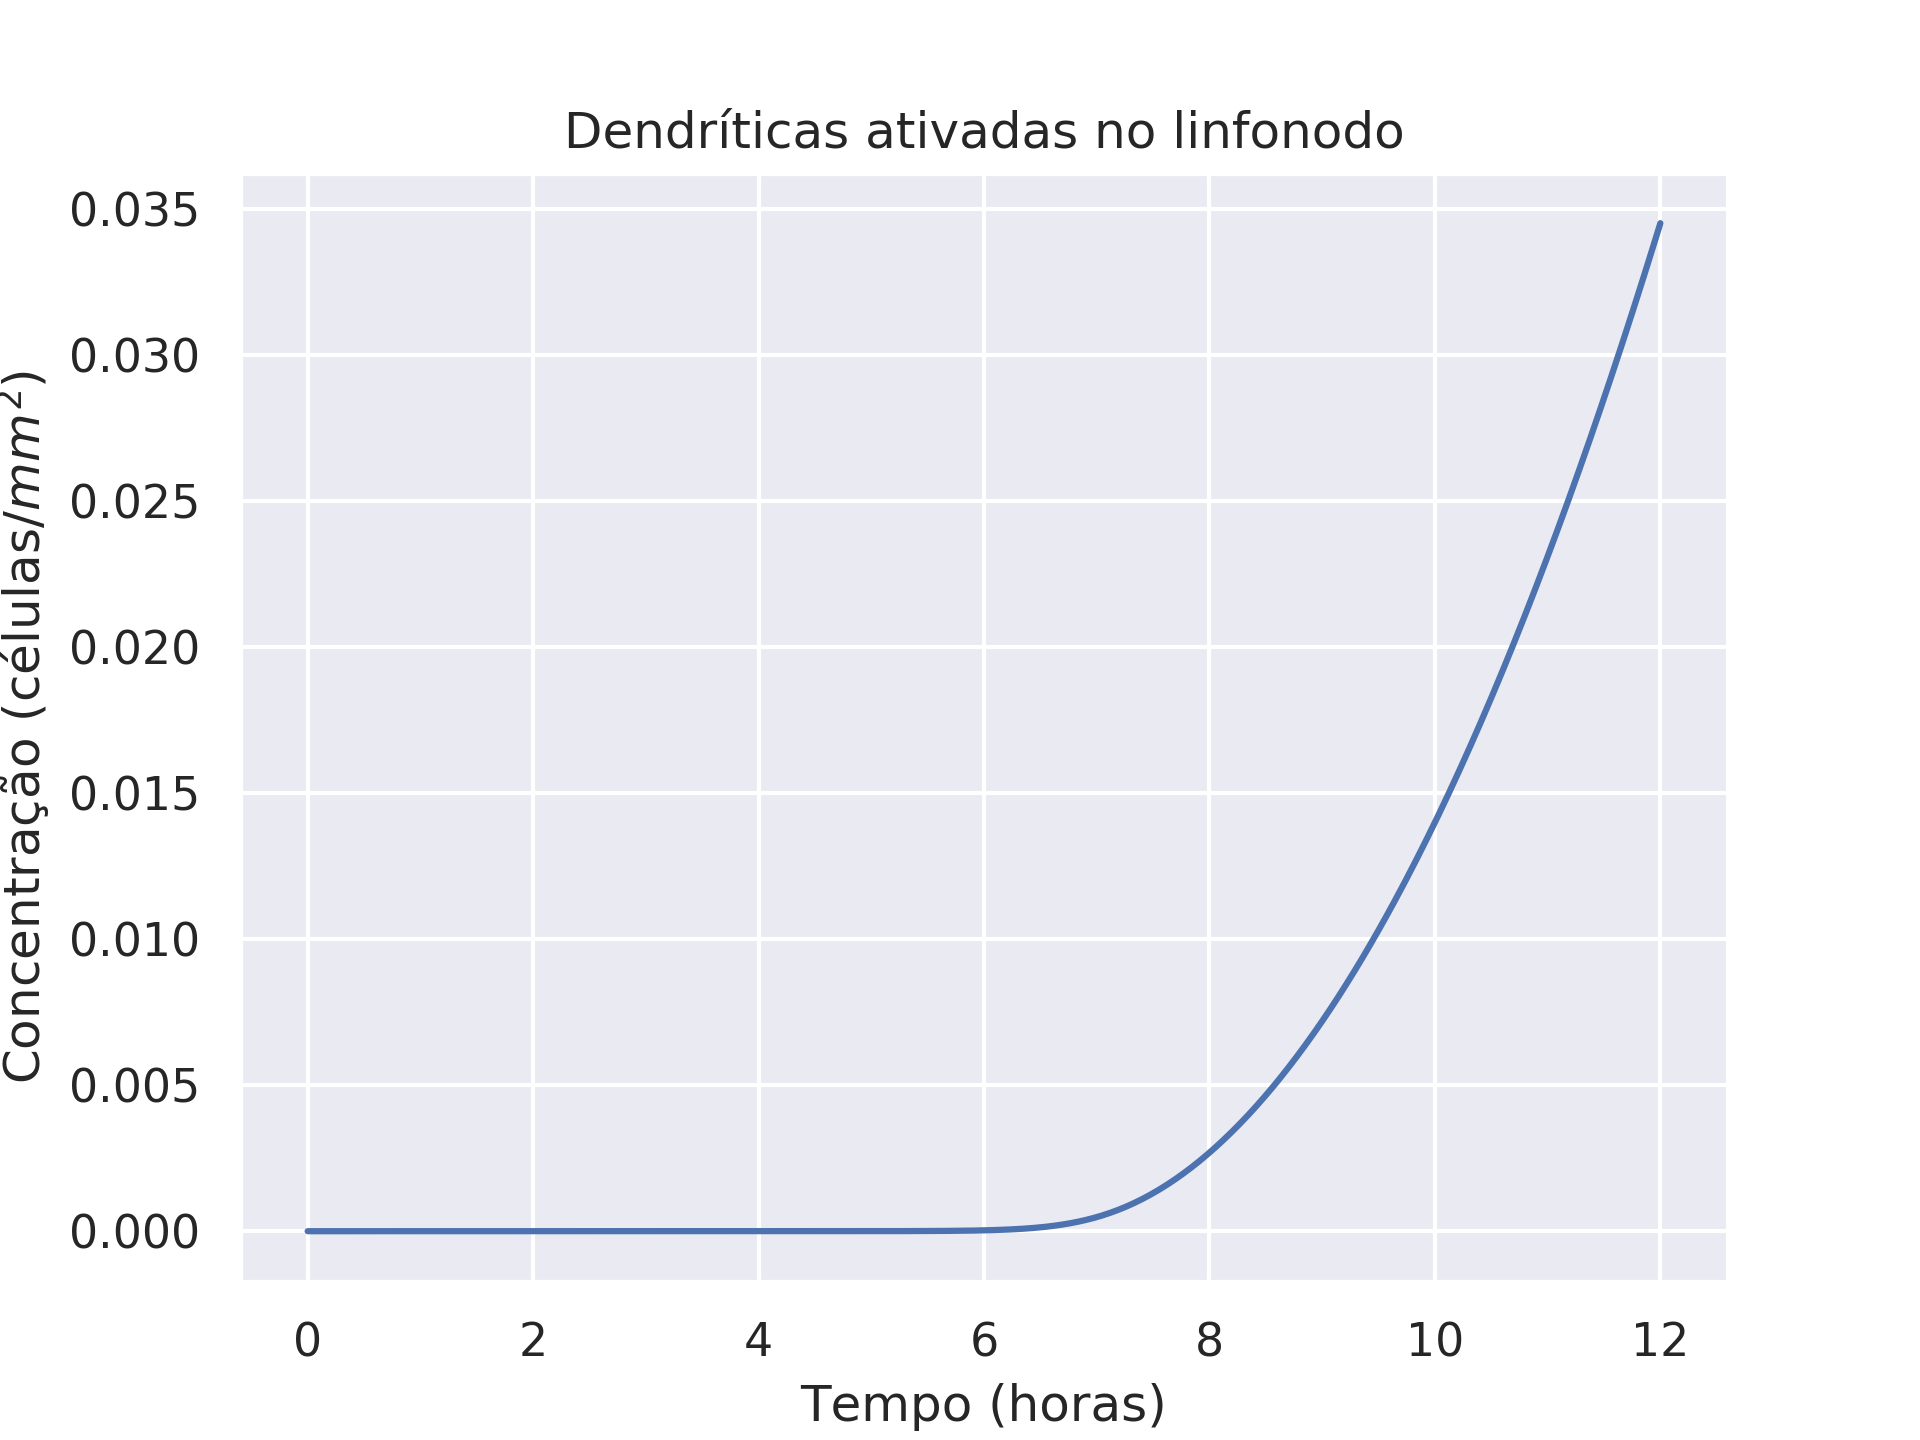 Dendríticas ativadas no linfonodo
Concentração (células/mm²)
0.035
0.030
0.025
0.020
0.015
0.010
0.005
0.000
0 2 4 6 8 10 12
Tempo (horas)